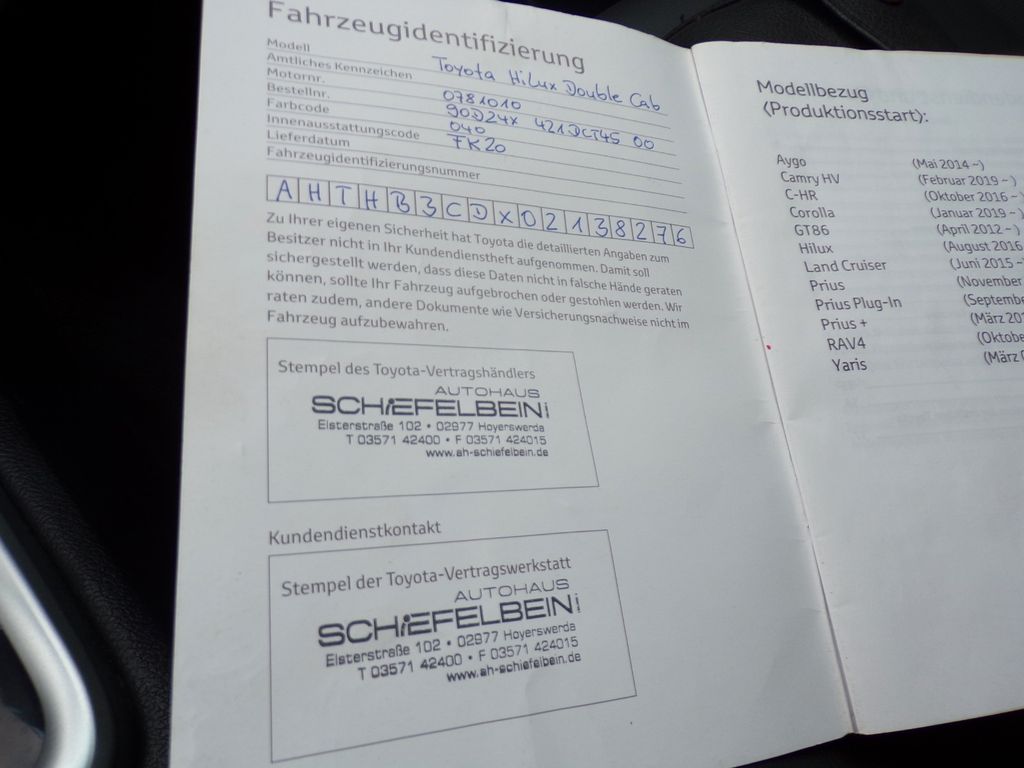 Fahrzeugidentifizierung
Modell Toyota Hilux Double Cab
Amtliches Kennzeichen
Motornr. 0781010
Bestellnr. 90D24X 421DCT45 00
Farbcode 040
Innenausstattungscode FK20
Lieferdatum
Fahrzeugidentifizierungsnummer
AHTHB3CDX02138276
Zu Ihrer eigenen Sicherheit hat Toyota die detaillierten Angaben zum
Besitzer nicht in Ihr Kundendienstheft aufgenommen. Damit soll
sichergestellt werden, dass diese Daten nicht in falsche Hände geraten
können, sollte Ihr Fahrzeug aufgebrochen oder gestohlen werden. Wir
raten zudem, andere Dokumente wie Versicherungsnachweise nicht im
Fahrzeug aufzubewahren.
Stempel des Toyota-Vertragshändlers
AUTOHAUS
SCHiEFELBEIN
Elsterstraße 102 • 02977 Hoyerswerda
T 03571 42400 • F 03571 424015
www.ah-schiefelbein.de
Kundendienstkontakt
Stempel der Toyota-Vertragswerkstatt
AUTOHAUS
SCHiEFELBEIN
Elsterstraße 102 • 02977 Hoyerswerda
T 03571 42400 • F 03571 424015
www.ah-schiefelbein.de
Modellbezug
(Produktionsstart):
Aygo (Mai 2014 ~)
Camry HV (Februar 2019 ~)
C-HR (Oktober 2016 ~
Corolla (Januar 2019 ~)
GT86 (April 2012 ~)
Hilux (August 2016
Land Cruiser (Juni 2015 ~
Prius (November
Prius Plug-In (Septembe
Prius + (März 201
RAV4 (Oktobe
Yaris (März